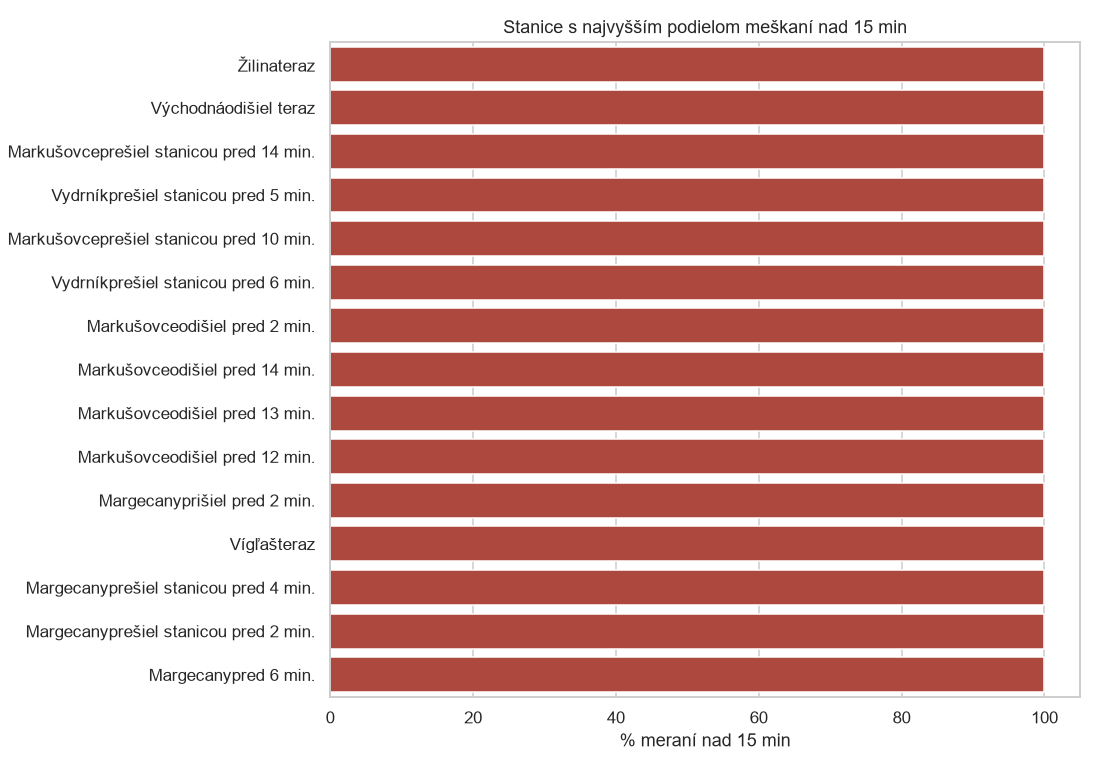 Stanice s najvyšším podielom meškaní nad 15 min
Žilinateraz
Východnáodišiel teraz
Markušovceprešiel stanicou pred 14 min.
Vydrníkprešiel stanicou pred 5 min.
Markušovceprešiel stanicou pred 10 min.
Vydrníkprešiel stanicou pred 6 min.
Markušovceodišiel pred 2 min.
Markušovceodišiel pred 14 min.
Markušovceodišiel pred 13 min.
Markušovceodišiel pred 12 min.
Margecanyprišiel pred 2 min.
Vígľašteraz
Margecanyprešiel stanicou pred 4 min.
Margecanyprešiel stanicou pred 2 min.
Margecanypred 6 min.
0 20 40 60 80 100
% meraní nad 15 min